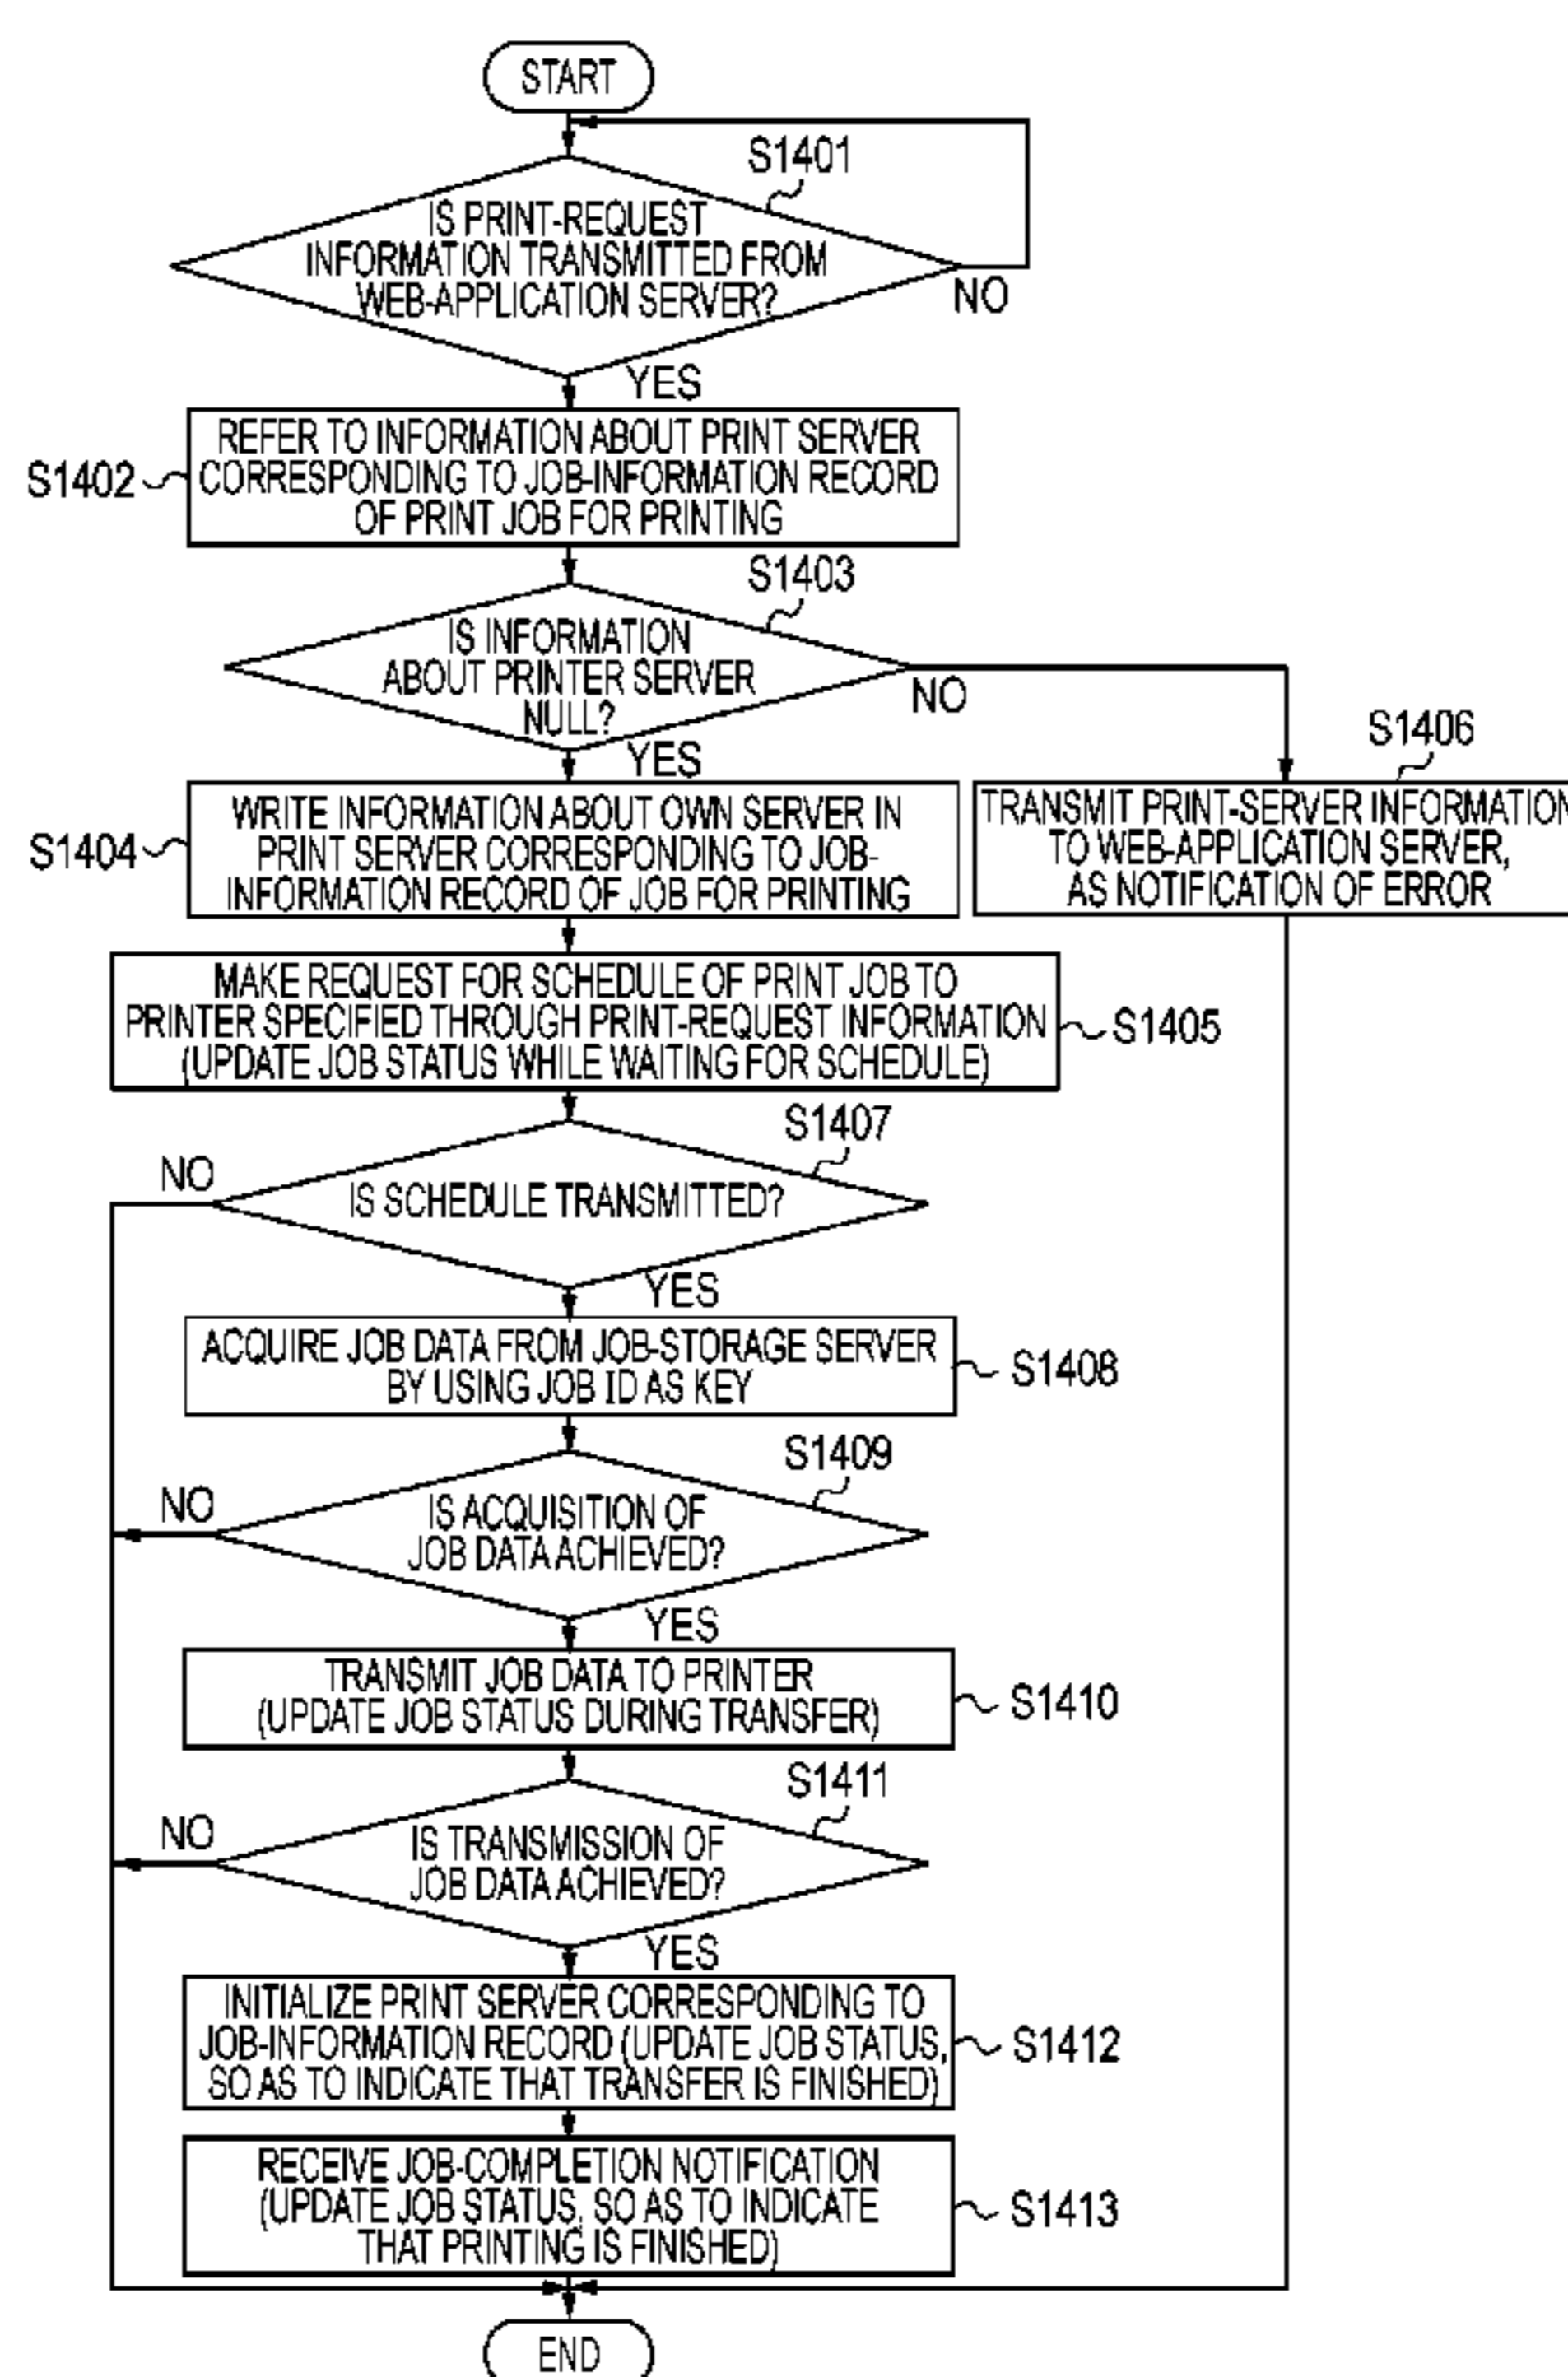 START
S1401
IS PRINT-REQUEST
INFORMATION TRANSMITTED FROM
WEB-APPLICATION SERVER?
NO
YES
S1402
REFER TO INFORMATION ABOUT PRINT SERVER
CORRESPONDING TO JOB-INFORMATION RECORD
OF PRINT JOB FOR PRINTING
S1403
IS INFORMATION
ABOUT PRINTER SERVER
NULL?
NO
YES
S1406
TRANSMIT PRINT-SERVER INFORMATION
TO WEB-APPLICATION SERVER,
AS NOTIFICATION OF ERROR
S1404
WRITE INFORMATION ABOUT OWN SERVER IN
PRINT SERVER CORRESPONDING TO JOB-
INFORMATION RECORD OF JOB FOR PRINTING
MAKE REQUEST FOR SCHEDULE OF PRINT JOB TO
PRINTER SPECIFIED THROUGH PRINT-REQUEST INFORMATION
(UPDATE JOB STATUS WHILE WAITING FOR SCHEDULE)
S1405
S1407
NO
IS SCHEDULE TRANSMITTED?
YES
ACQUIRE JOB DATA FROM JOB-STORAGE SERVER
BY USING JOB ID AS KEY
S1408
S1409
NO
IS ACQUISITION OF
JOB DATA ACHIEVED?
YES
TRANSMIT JOB DATA TO PRINTER
(UPDATE JOB STATUS DURING TRANSFER)
S1410
S1411
NO
IS TRANSMISSION OF
JOB DATA ACHIEVED?
YES
INITIALIZE PRINT SERVER CORRESPONDING TO
JOB-INFORMATION RECORD (UPDATE JOB STATUS,
SO AS TO INDICATE THAT TRANSFER IS FINISHED)
S1412
RECEIVE JOB-COMPLETION NOTIFICATION
(UPDATE JOB STATUS, SO AS TO INDICATE
THAT PRINTING IS FINISHED)
S1413
END